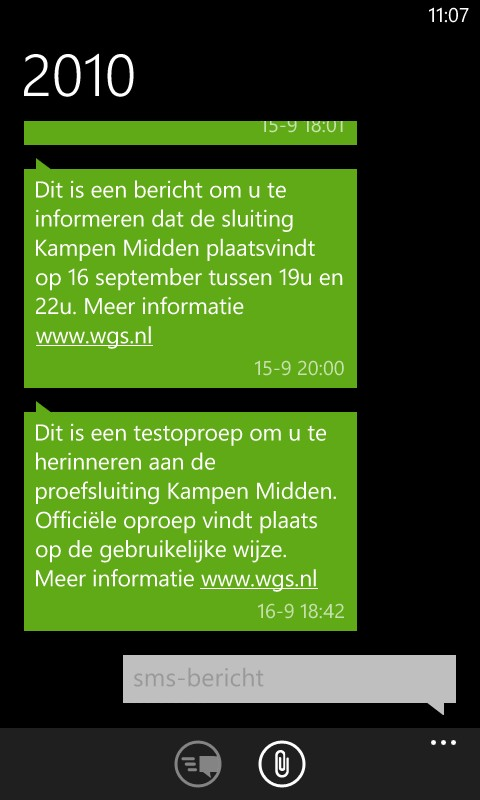 11:07
2010
15-9 18:01
Dit is een bericht om u te
informeren dat de sluiting
Kampen Midden plaatsvindt
op 16 september tussen 19u en
22u. Meer informatie
www.wgs.nl
15-9 20:00
Dit is een testoproep om u te
herinneren aan de
proefsluiting Kampen Midden.
Officiële oproep vindt plaats
op de gebruikelijke wijze.
Meer informatie www.wgs.nl
16-9 18:42
sms-bericht